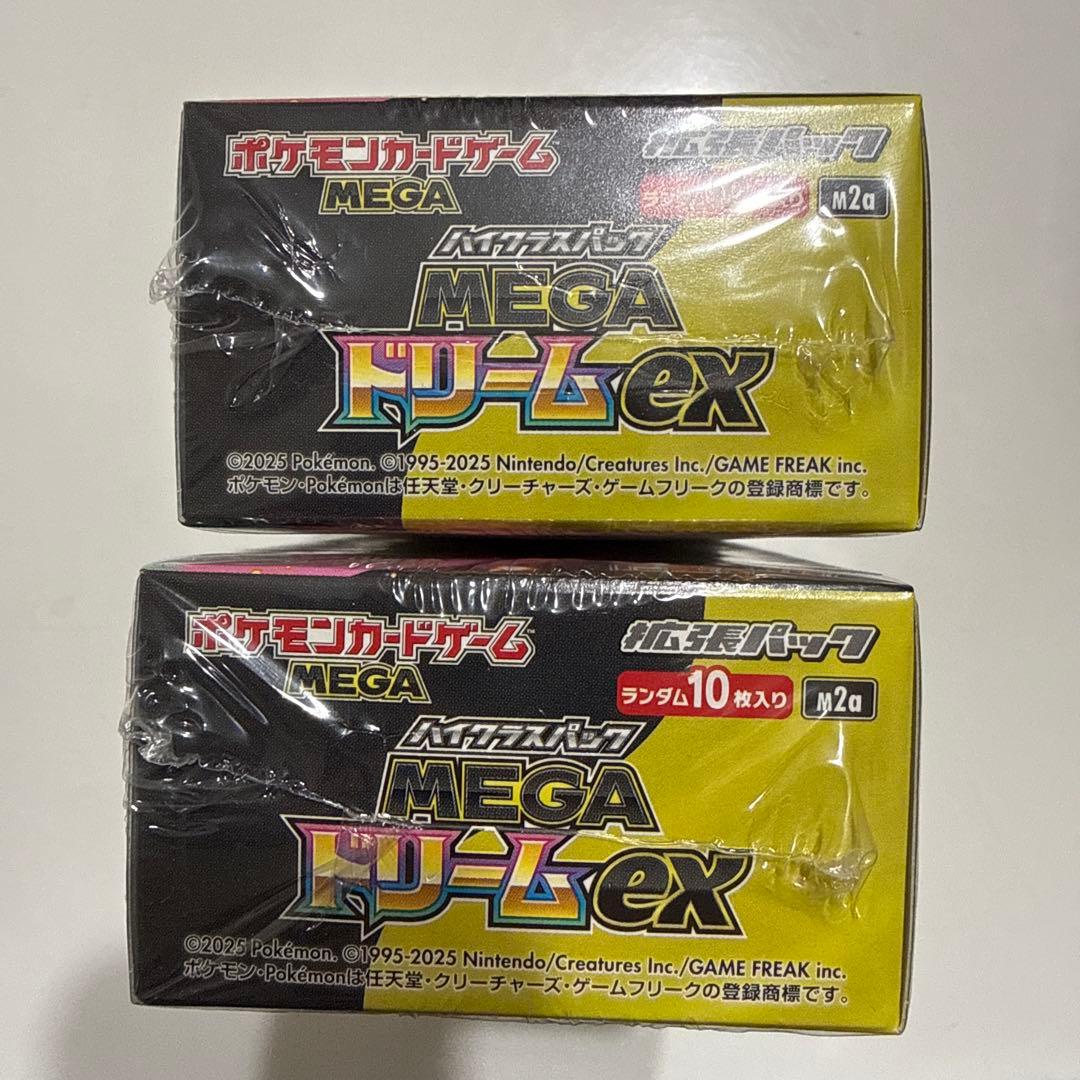 ポケモンカードゲーム
MEGA
拡張パック
M2a
ハイクラスパック
MEGA
ドリームex
©2025 Pokémon. ©1995-2025 Nintendo/Creatures Inc./GAME FREAK inc.
ポケモン・Pokémonは任天堂・クリーチャーズ・ゲームフリークの登録商標です。
ポケモンカードゲーム™
MEGA
拡張パック
ランダム10枚入り M2a
ハイクラスパック
MEGA
ドリームex
©2025 Pokémon. ©1995-2025 Nintendo/Creatures Inc./GAME FREAK inc.
ポケモン・Pokémonは任天堂・クリーチャーズ・ゲームフリークの登録商標です。